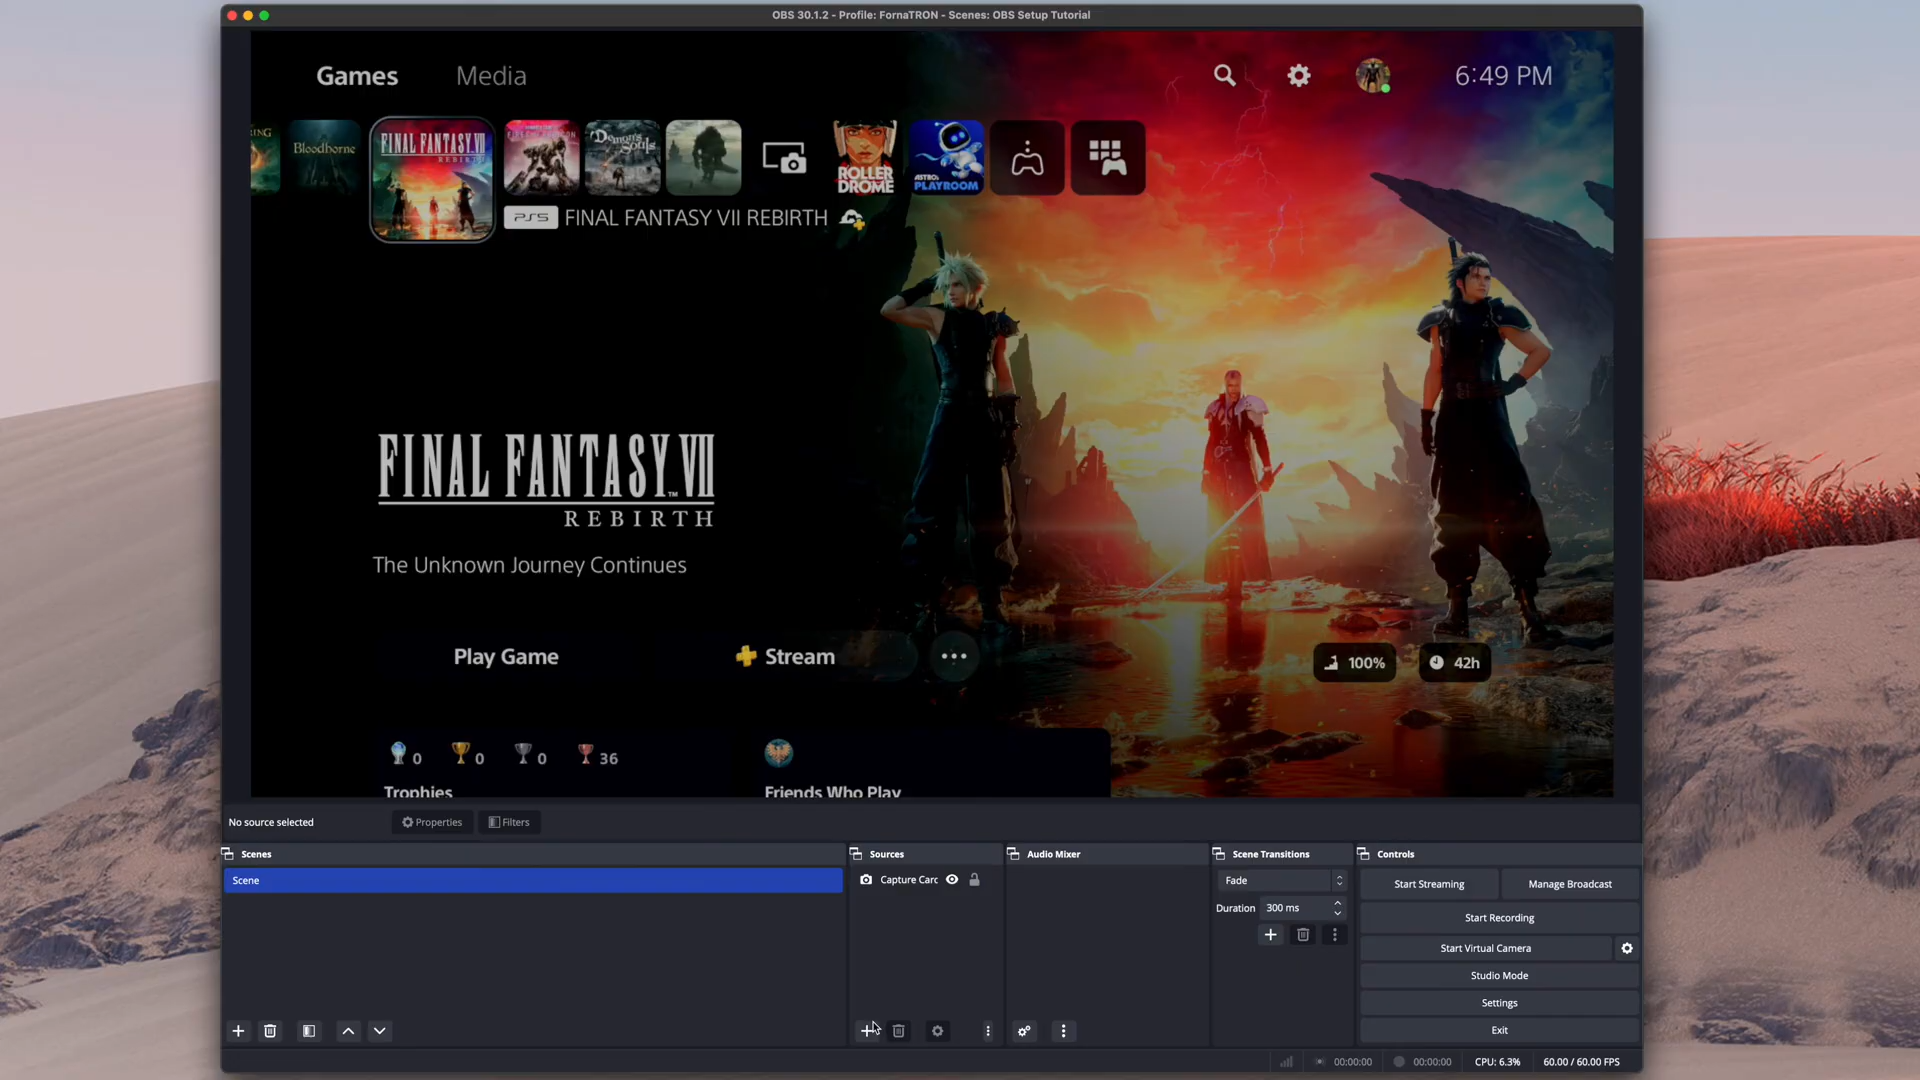 OBS 30.1.2 - Profile: FornaTRON - Scenes: OBS Setup Tutorial
Games
Media
6:49 PM
RING
Bloodborne
FINAL FANTASY VII
REBIRTH
Demon's Souls
ROLLER
DROME
ASTRO'S
PLAYROOM
PS5
FINAL FANTASY VII REBIRTH
FINAL FANTASY VII
™
REBIRTH
The Unknown Journey Continues
Play Game
Stream
100%
42h
0
0
0
36
Trophies
Friends Who Play
No source selected
Properties
Filters
Scenes
Sources
Audio Mixer
Scene Transitions
Controls
Scene
Capture Carc
Fade
Duration
300 ms
Start Streaming
Manage Broadcast
Start Recording
Start Virtual Camera
Studio Mode
Settings
Exit
00:00:00
00:00:00
CPU: 6.3%
60.00 / 60.00 FPS